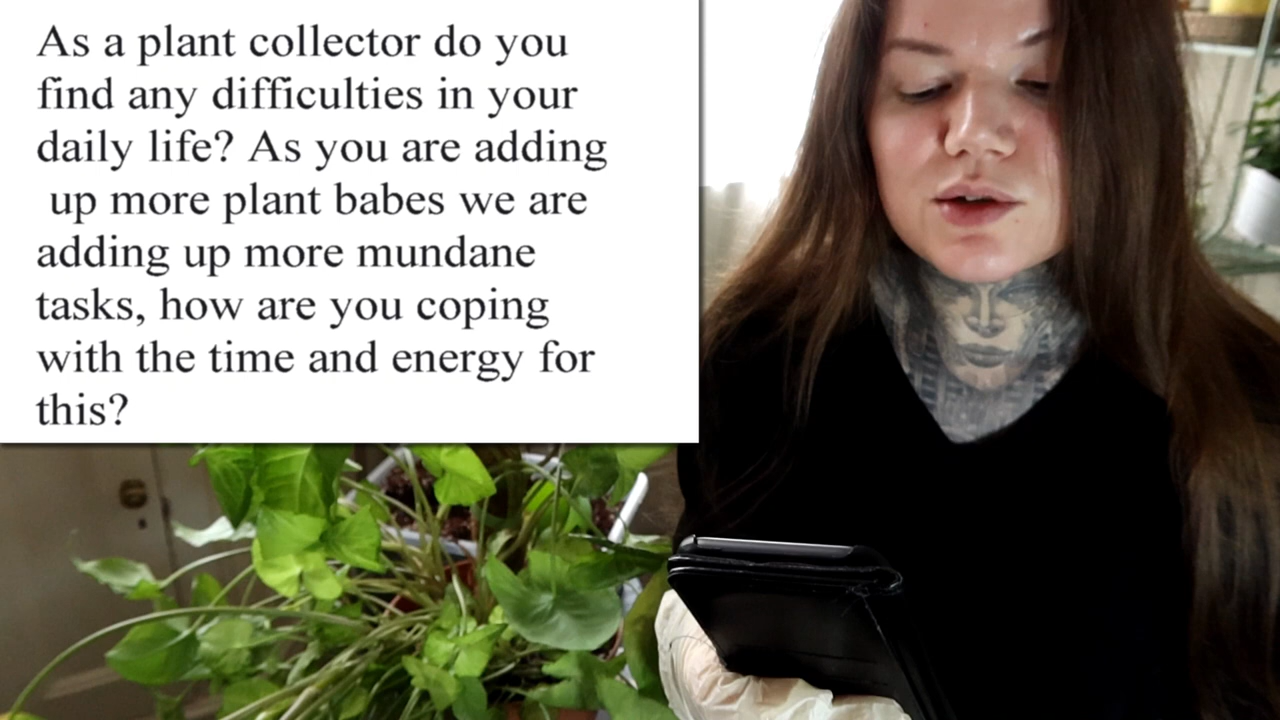 As a plant collector do you
find any difficulties in your
daily life? As you are adding
up more plant babes we are
adding up more mundane
tasks, how are you coping
with the time and energy for
this?